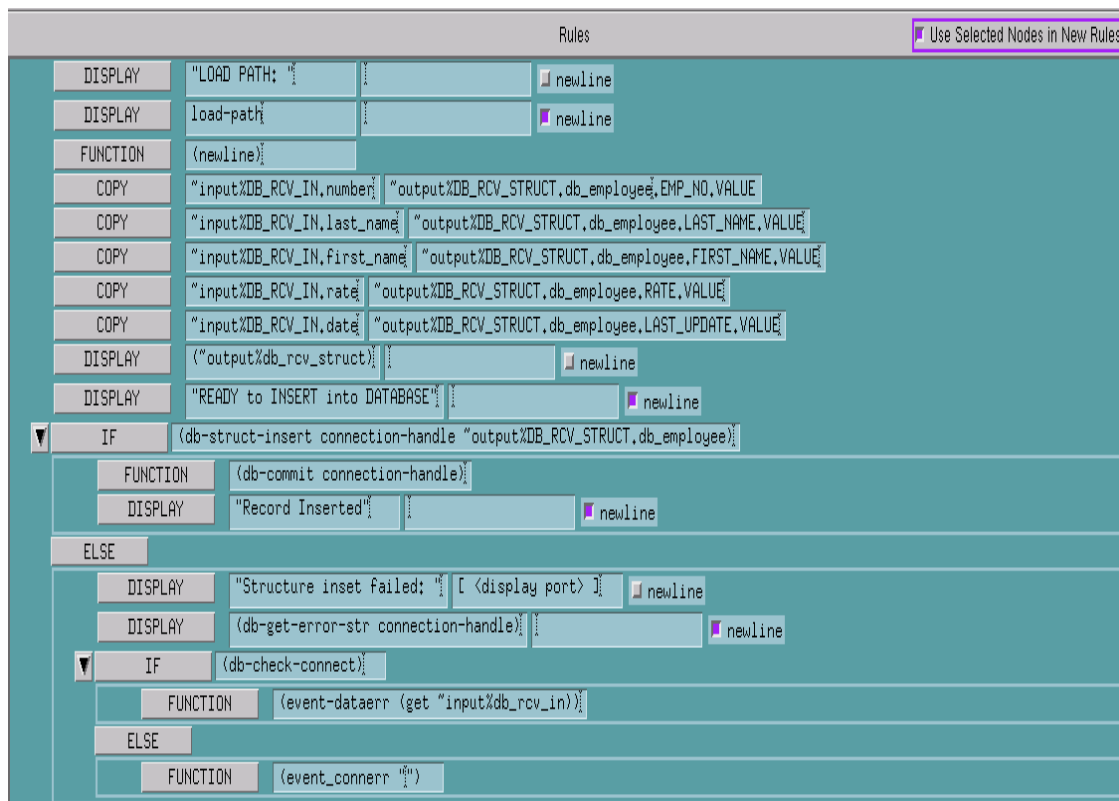 Rules Use Selected Nodes in New Rules
DISPLAY "LOAD PATH: " newline
DISPLAY load-path newline
FUNCTION (newline)
COPY ~input%DB_RCV_IN.number ~output%DB_RCV_STRUCT.db_employee.EMP_NO.VALUE
COPY ~input%DB_RCV_IN.last_name ~output%DB_RCV_STRUCT.db_employee.LAST_NAME.VALUE
COPY ~input%DB_RCV_IN.first_name ~output%DB_RCV_STRUCT.db_employee.FIRST_NAME.VALUE
COPY ~input%DB_RCV_IN.rate ~output%DB_RCV_STRUCT.db_employee.RATE.VALUE
COPY ~input%DB_RCV_IN.date ~output%DB_RCV_STRUCT.db_employee.LAST_UPDATE.VALUE
DISPLAY (~output%db_rcv_struct) newline
DISPLAY "READY to INSERT into DATABASE" newline
IF (db-struct-insert connection-handle ~output%DB_RCV_STRUCT.db_employee)
FUNCTION (db-commit connection-handle)
DISPLAY "Record Inserted" newline
ELSE
DISPLAY "Structure inset failed: " [ <display port> ] newline
DISPLAY (db-get-error-str connection-handle) newline
IF (db-check-connect)
FUNCTION (event-dataerr (get ~input%db_rcv_in))
ELSE
FUNCTION (event_connerr "")